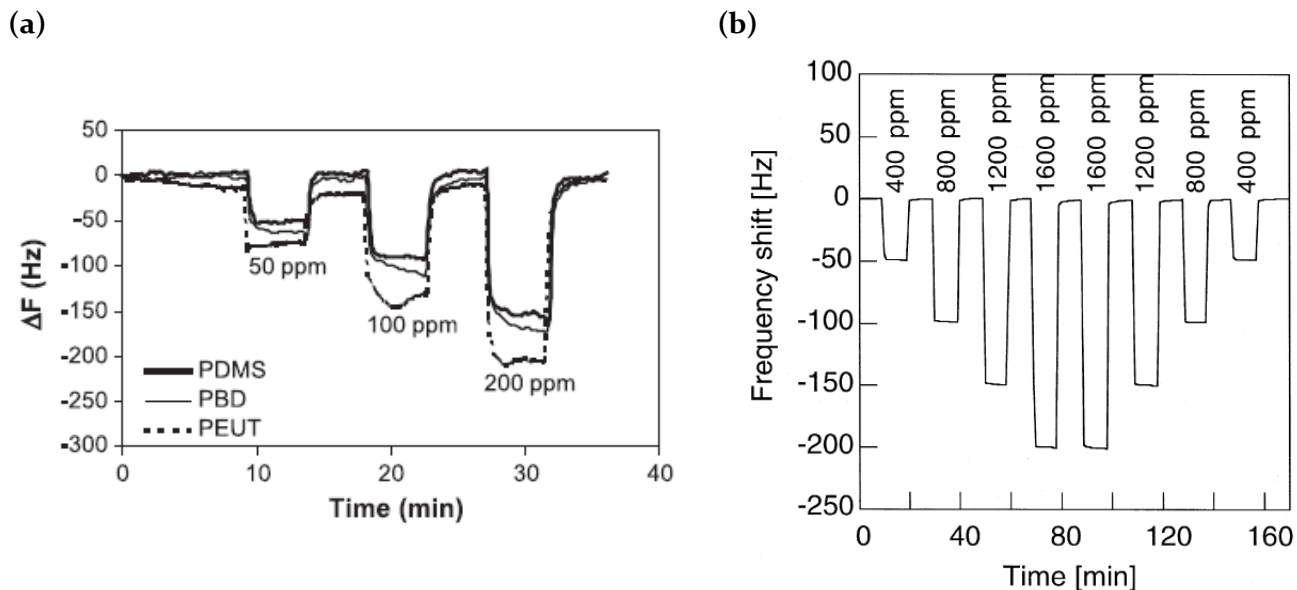 (a)
50
0
-50
-100
-150
-200
-250
-300
ΔF (Hz)
50 ppm
100 ppm
200 ppm
PDMS
PBD
PEUT
0
10
20
30
40
Time (min)
(b)
100
50
0
-50
-100
-150
-200
-250
Frequency shift [Hz]
400 ppm
800 ppm
1200 ppm
1600 ppm
1600 ppm
1200 ppm
800 ppm
400 ppm
0
40
80
120
160
Time [min]